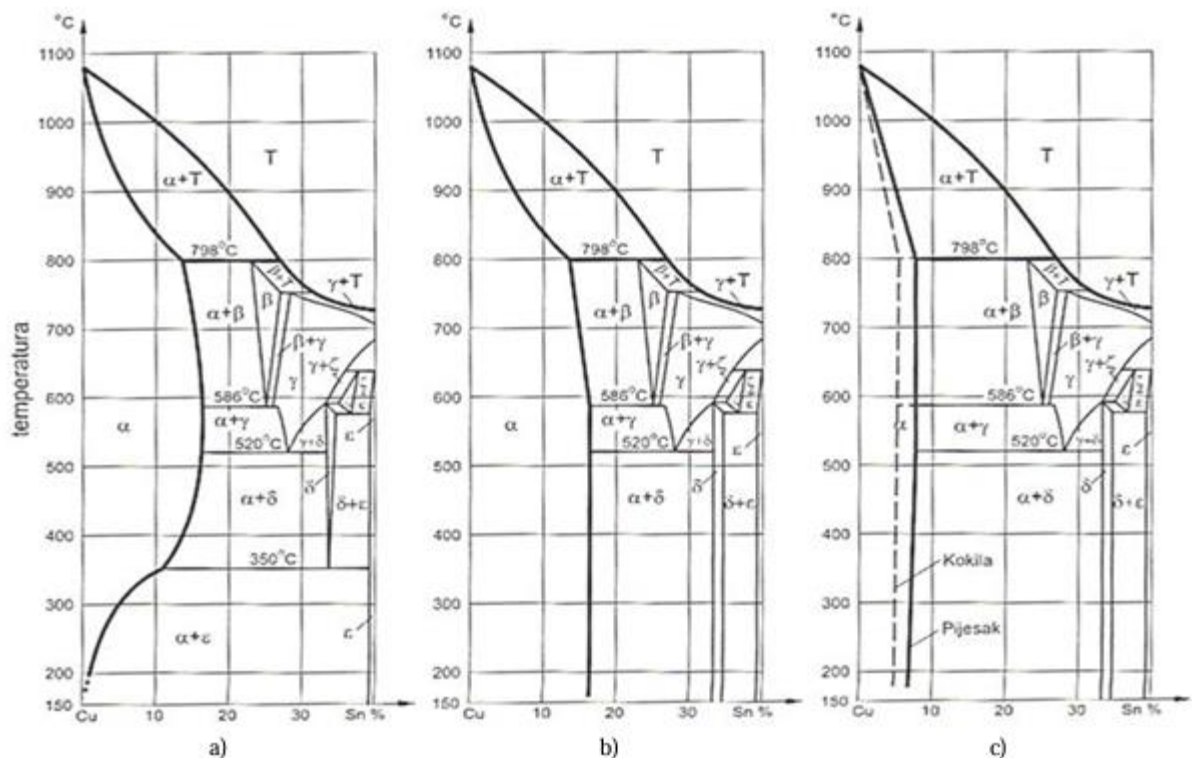 °C
1100
1000
900
800
700
600
500
400
300
200
150
temperatura
T
α+T
798°C
β+T
γ+T
α+β
β
β+γ
γ
γ+ζ
586°C
α
α+γ
520°C
γ+δ
ε
α+δ
δ
δ+ε
350°C
α+ε
ε
Cu
10
20
30
Sn %
a)
°C
1100
1000
900
800
700
600
500
400
300
200
150
T
α+T
798°C
β+T
γ+T
α+β
β
β+γ
γ
γ+ζ
586°C
α
α+γ
520°C
γ+δ
ε
α+δ
δ
δ+ε
Cu
10
20
30
Sn %
b)
°C
1100
1000
900
800
700
600
500
400
300
200
150
T
α+T
798°C
β+T
γ+T
α+β
β
β+γ
γ
γ+ζ
586°C
α
α+γ
520°C
γ+δ
ε
α+δ
δ
δ+ε
Kokila
Pijesak
Cu
10
20
30
Sn %
c)